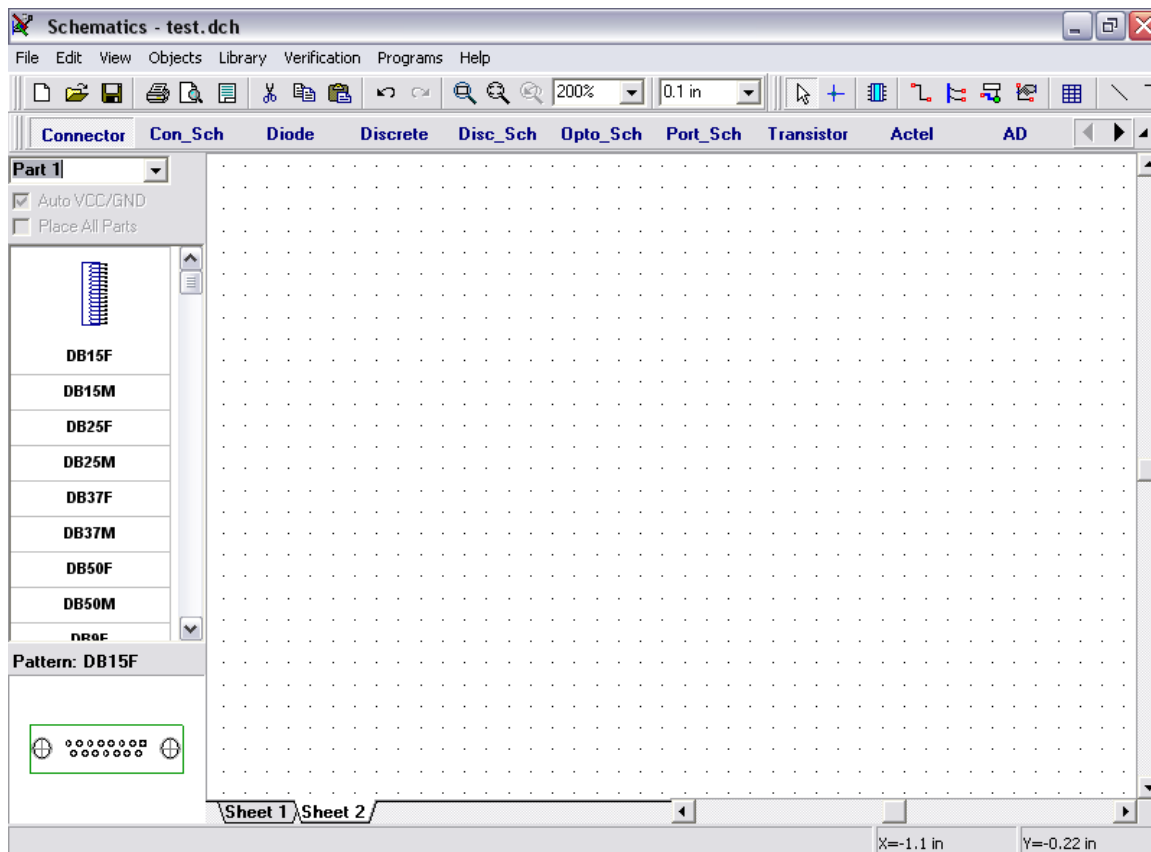 Schematics - test.dch
File Edit View Objects Library Verification Programs Help
200% 0.1 in
Connector Con_Sch Diode Discrete Disc_Sch Opto_Sch Port_Sch Transistor Actel AD
Part 1
Auto VCC/GND
Place All Parts
DB15F
DB15M
DB25F
DB25M
DB37F
DB37M
DB50F
DB50M
DB9F
Pattern: DB15F
Sheet 1 Sheet 2
X=-1.1 in Y=-0.22 in